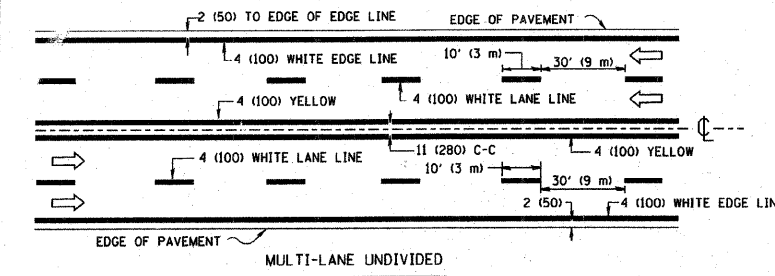 2 (50) TO EDGE OF EDGE LINE
EDGE OF PAVEMENT
4 (100) WHITE EDGE LINE
10' (3 m)
30' (9 m)
4 (100) YELLOW
4 (100) WHITE LANE LINE
11 (280) C-C
4 (100) YELLOW
4 (100) WHITE LANE LINE
10' (3 m)
30' (9 m)
2 (50)
4 (100) WHITE EDGE LIN
EDGE OF PAVEMENT
MULTI-LANE UNDIVIDED